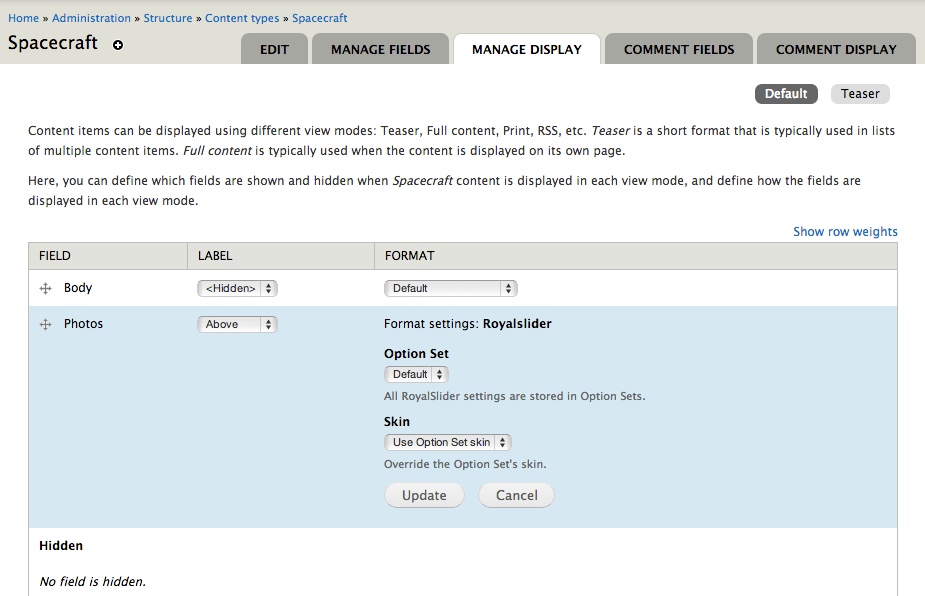 Home » Administration » Structure » Content types » Spacecraft
Spacecraft
EDIT MANAGE FIELDS MANAGE DISPLAY COMMENT FIELDS COMMENT DISPLAY
Default Teaser
Content items can be displayed using different view modes: Teaser, Full content, Print, RSS, etc. Teaser is a short format that is typically used in lists
of multiple content items. Full content is typically used when the content is displayed on its own page.
Here, you can define which fields are shown and hidden when Spacecraft content is displayed in each view mode, and define how the fields are
displayed in each view mode.
Show row weights
FIELD LABEL FORMAT
Body <Hidden> Default
Photos Above Format settings: Royalslider
Option Set
Default
All RoyalSlider settings are stored in Option Sets.
Skin
Use Option Set skin
Override the Option Set's skin.
Update Cancel
Hidden
No field is hidden.